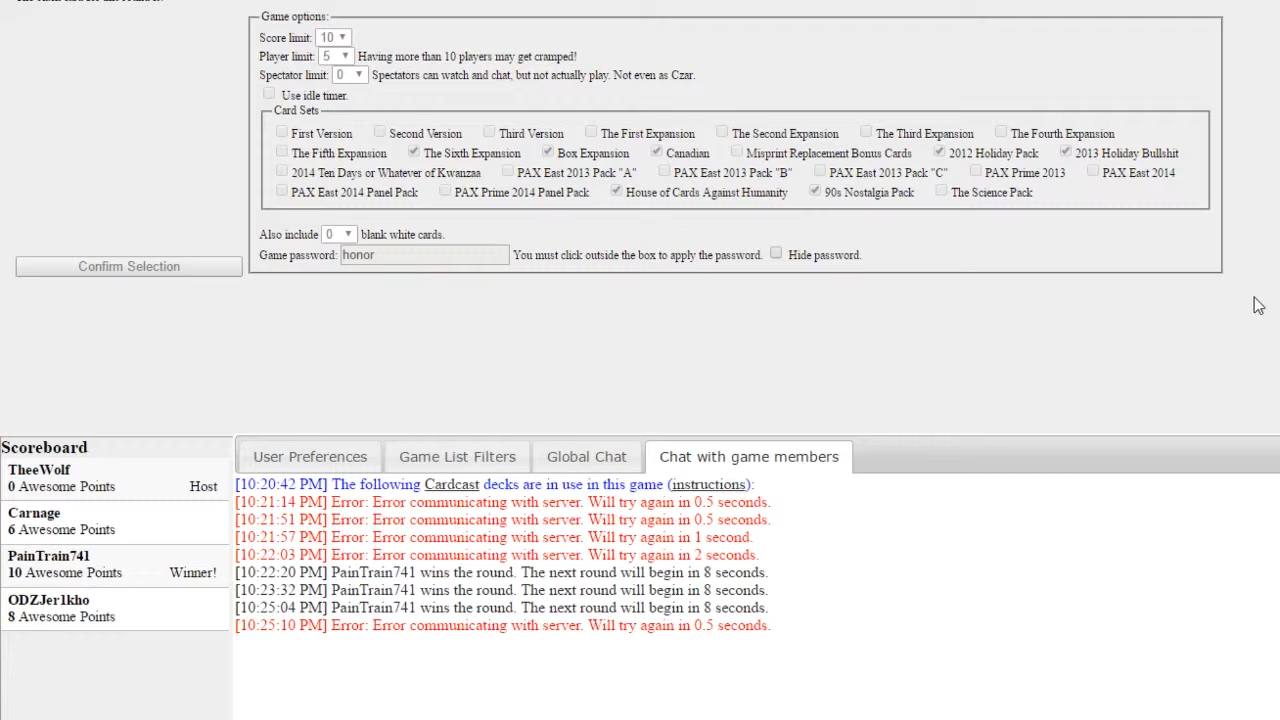 Game options:
Score limit: 10
Player limit: 5 Having more than 10 players may get cramped!
Spectator limit: 0 Spectators can watch and chat, but not actually play. Not even as Czar.
Use idle timer.
Card Sets
First Version Second Version Third Version The First Expansion The Second Expansion The Third Expansion The Fourth Expansion
The Fifth Expansion The Sixth Expansion Box Expansion Canadian Misprint Replacement Bonus Cards 2012 Holiday Pack 2013 Holiday Bullshit
2014 Ten Days or Whatever of Kwanzaa PAX East 2013 Pack "A" PAX East 2013 Pack "B" PAX East 2013 Pack "C" PAX Prime 2013 PAX East 2014
PAX East 2014 Panel Pack PAX Prime 2014 Panel Pack House of Cards Against Humanity 90s Nostalgia Pack The Science Pack
Also include 0 blank white cards.
Game password: honor You must click outside the box to apply the password. Hide password.
Confirm Selection
Scoreboard
TheeWolf
0 Awesome Points Host
Carnage
6 Awesome Points
PainTrain741
10 Awesome Points Winner!
ODZJer1kho
8 Awesome Points
User Preferences Game List Filters Global Chat Chat with game members
[10:20:42 PM] The following Cardcast decks are in use in this game (instructions):
[10:21:14 PM] Error: Error communicating with server. Will try again in 0.5 seconds.
[10:21:51 PM] Error: Error communicating with server. Will try again in 0.5 seconds.
[10:21:57 PM] Error: Error communicating with server. Will try again in 1 second.
[10:22:03 PM] Error: Error communicating with server. Will try again in 2 seconds.
[10:22:20 PM] PainTrain741 wins the round. The next round will begin in 8 seconds.
[10:23:32 PM] PainTrain741 wins the round. The next round will begin in 8 seconds.
[10:25:04 PM] PainTrain741 wins the round. The next round will begin in 8 seconds.
[10:25:10 PM] Error: Error communicating with server. Will try again in 0.5 seconds.